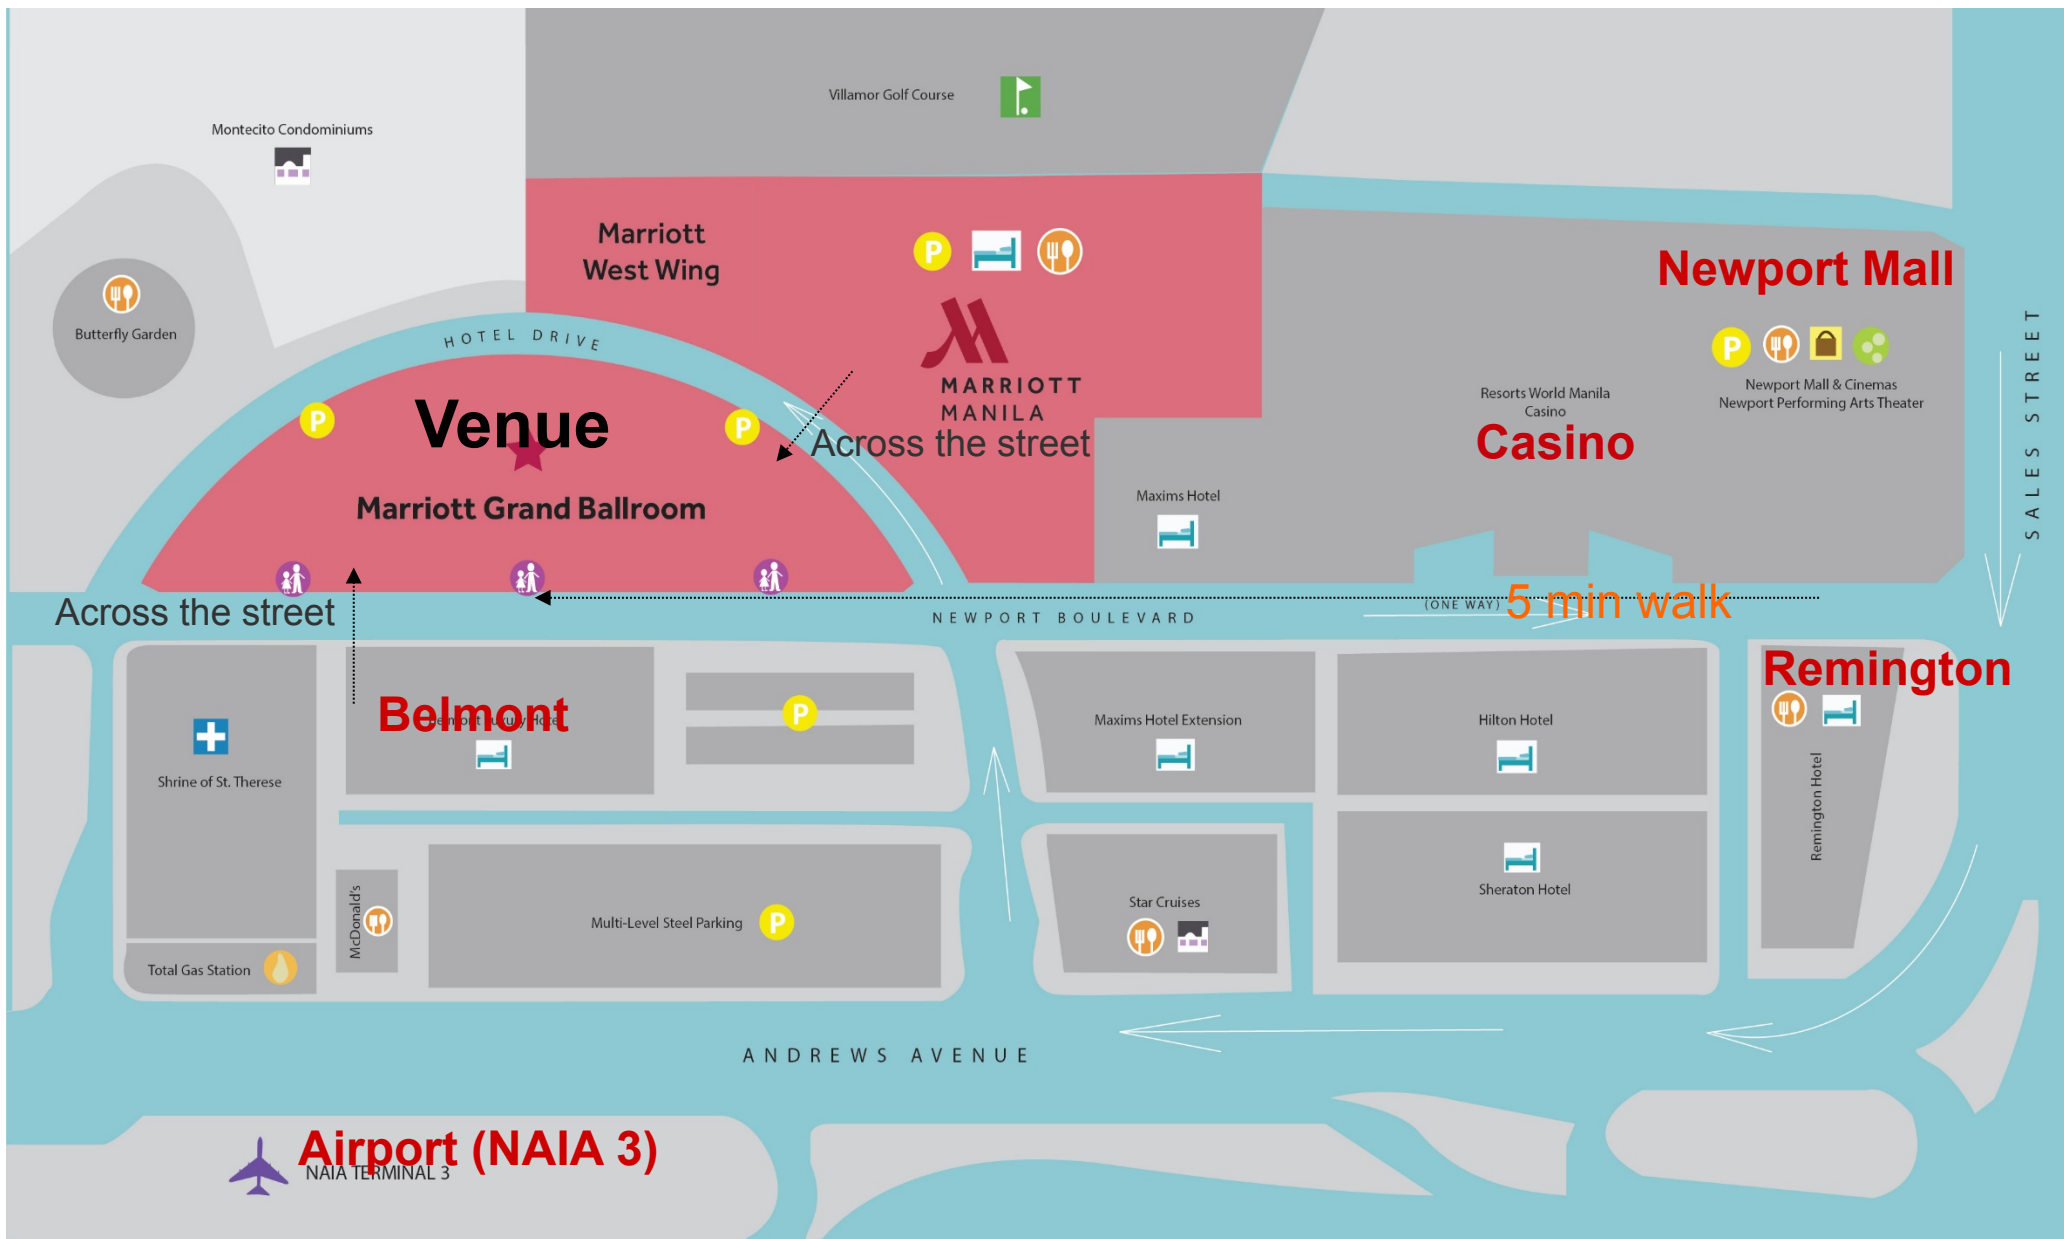 Villamor Golf Course
Montecito Condominiums
Marriott
West Wing
P
Newport Mall
Butterfly Garden
HOTEL DRIVE
MARRIOTT
MANILA
P
Newport Mall & Cinemas
Newport Performing Arts Theater
Resorts World Manila
Casino
Casino
SALES STREET
Venue
P
P
Across the street
Marriott Grand Ballroom
Maxims Hotel
Across the street
NEWPORT BOULEVARD
(ONE WAY)
5 min walk
Remington
Belmont
Belmont Luxury Hotel
P
Maxims Hotel Extension
Hilton Hotel
Shrine of St. Therese
Remington Hotel
McDonald's
Multi-Level Steel Parking
P
Star Cruises
Sheraton Hotel
Total Gas Station
ANDREWS AVENUE
Airport (NAIA 3)
NAIA TERMINAL 3